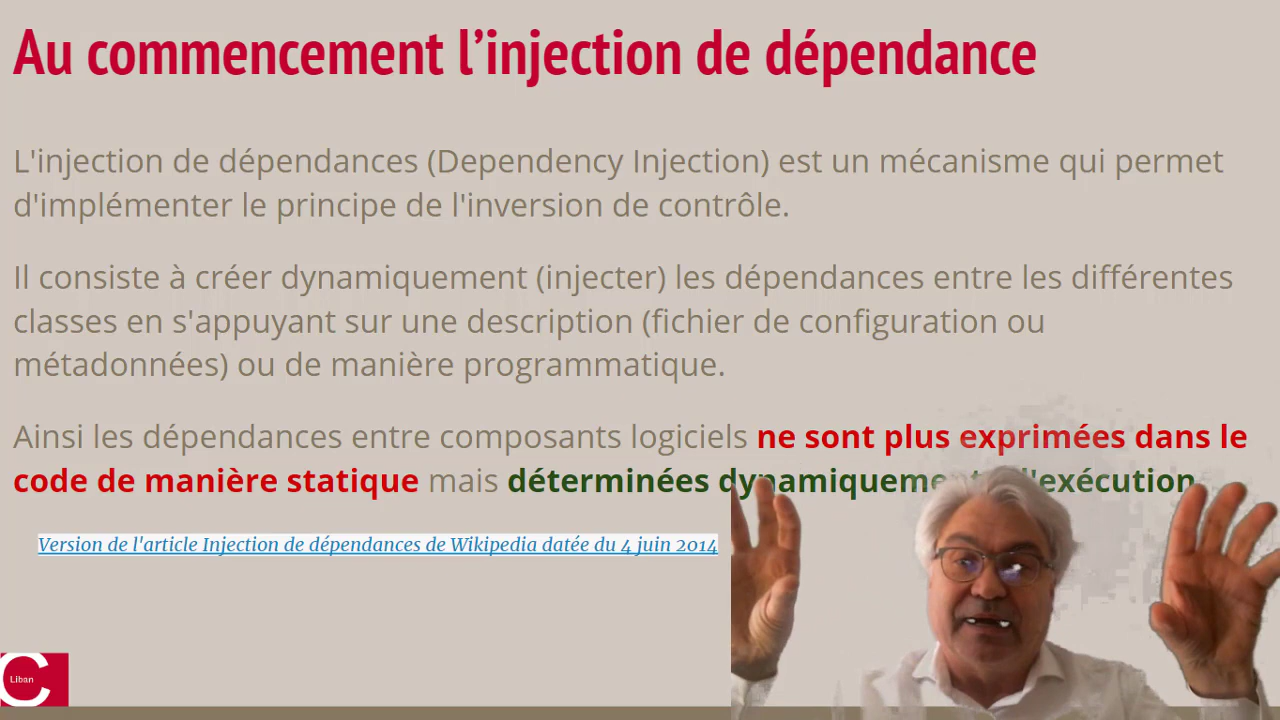 Au commencement l’injection de dépendance
L'injection de dépendances (Dependency Injection) est un mécanisme qui permet
d'implémenter le principe de l'inversion de contrôle.
Il consiste à créer dynamiquement (injecter) les dépendances entre les différentes
classes en s'appuyant sur une description (fichier de configuration ou
métadonnées) ou de manière programmatique.
Ainsi les dépendances entre composants logiciels ne sont plus exprimées dans le
code de manière statique mais déterminées dynamiquement à l'exécution.
Version de l'article Injection de dépendances de Wikipedia datée du 4 juin 2014
Liban